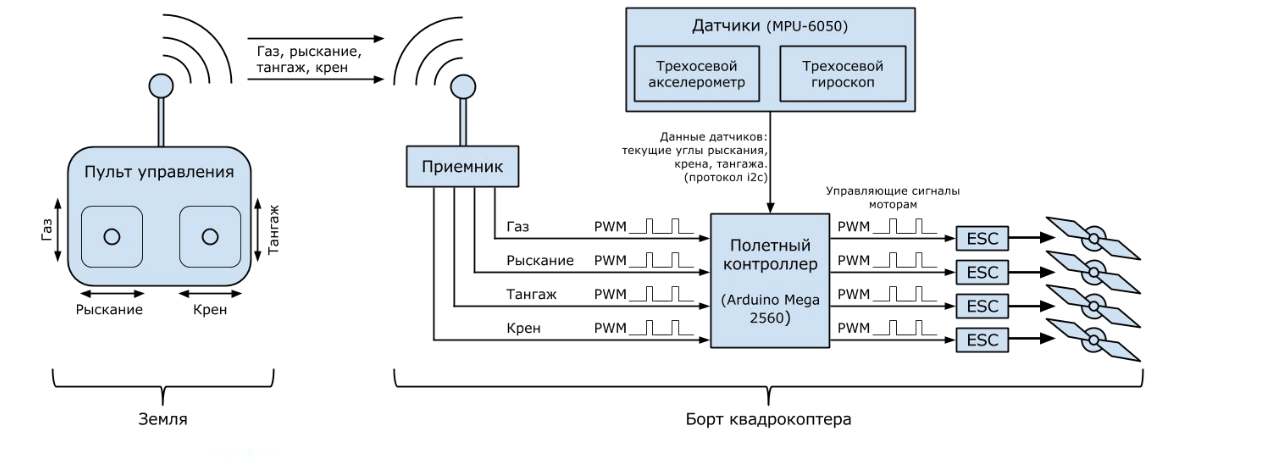 Газ, рыскание,
тангаж, крен
Датчики (MPU-6050)
Трехосевой
акселерометр
Трехосевой
гироскоп
Данные датчиков:
текущие углы рыскания,
крена, тангажа.
(протокол i2c)
Пульт управления
Газ
Тангаж
Рыскание
Крен
Приемник
Газ
PWM
Рыскание
PWM
Тангаж
PWM
Крен
PWM
Полетный
контроллер
(Arduino Mega
2560)
Управляющие сигналы
моторам
PWM
ESC
PWM
ESC
PWM
ESC
PWM
ESC
Земля
Борт квадрокоптера